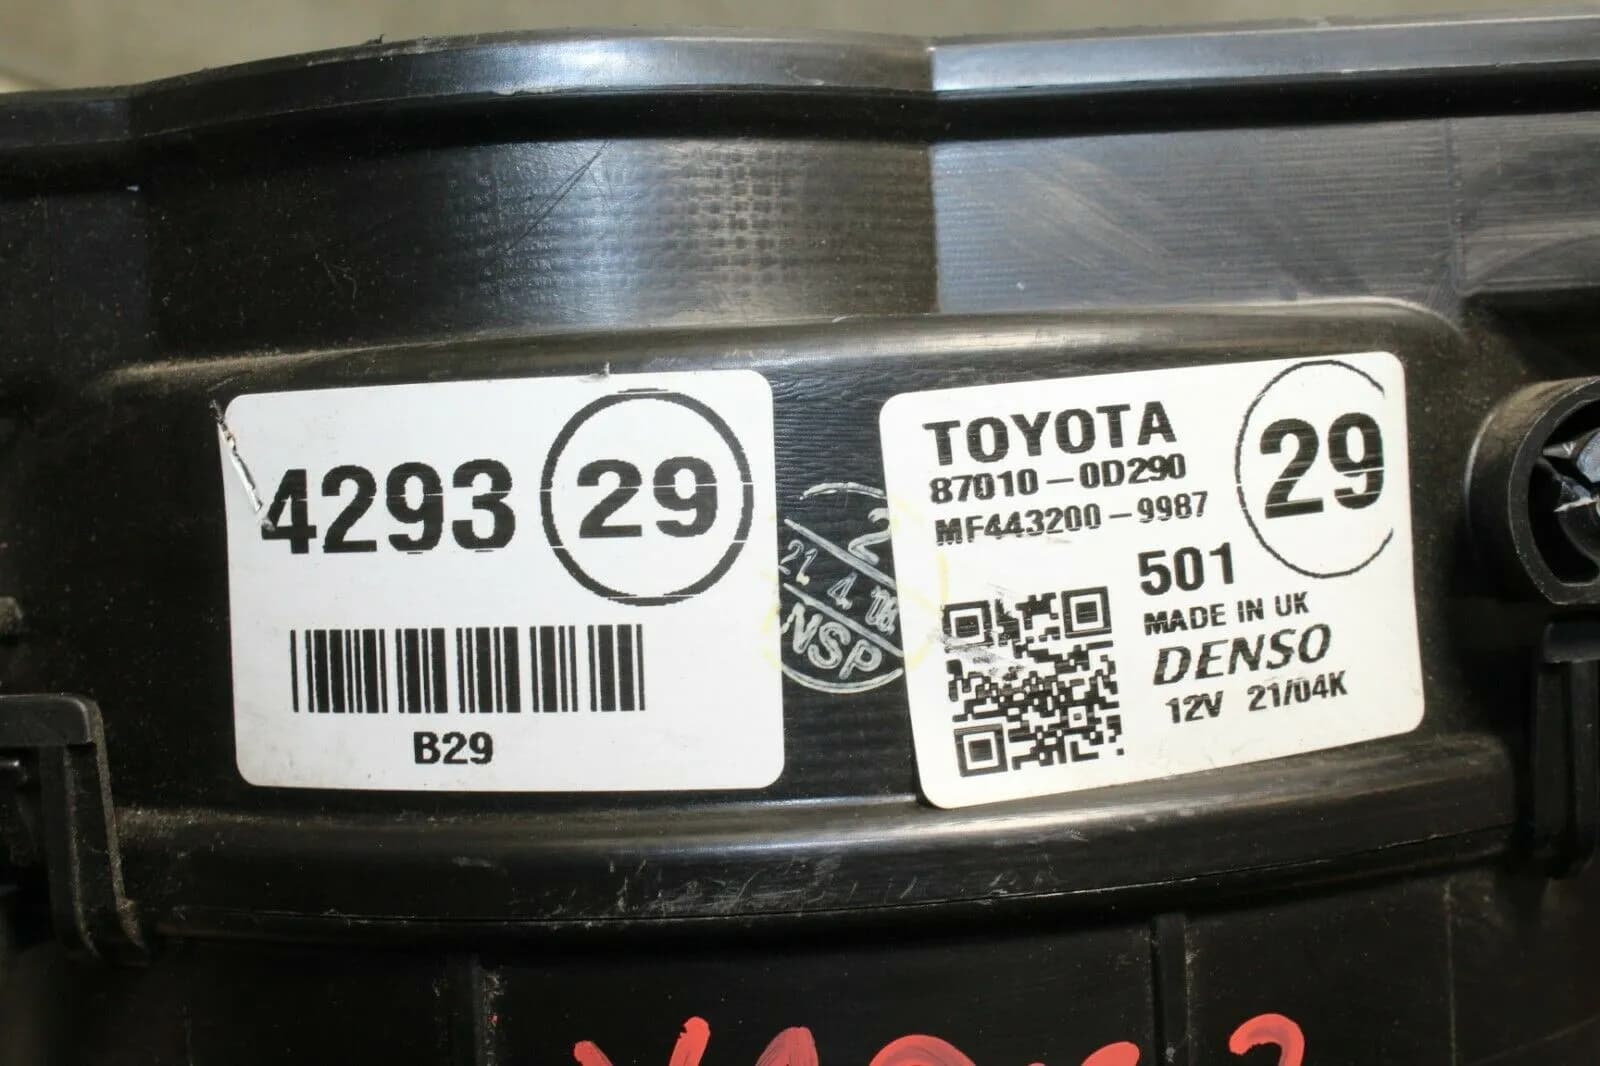 4293 29
B29
2
21. 4. 08
NSP
TOYOTA
87010-0D290
MF443200-9987
29
501
MADE IN UK
DENSO
12V 21/04K